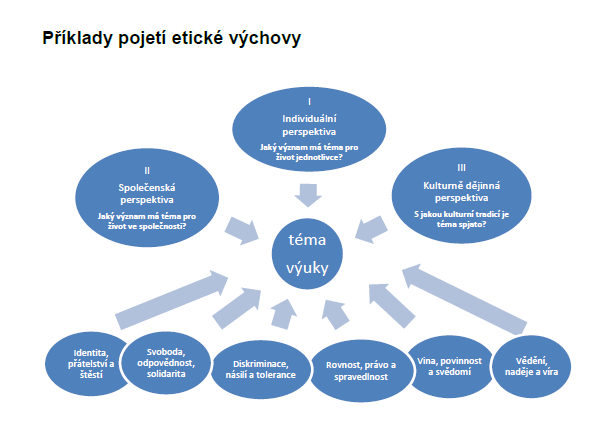 Příklady pojetí etické výchovy
I
Individuální
perspektiva
Jaký význam má téma pro
život jednotlivce?
II
Společenská
perspektiva
Jaký význam má téma pro
život ve společnosti?
III
Kulturně dějinná
perspektiva
S jakou kulturní tradicí je
téma spjato?
téma
výuky
Identita,
přátelství a
štěstí
Svoboda,
odpovědnost,
solidarita
Diskriminace,
násilí a tolerance
Rovnost, právo a
spravedlnost
Vina, povinnost
a svědomí
Vědění,
naděje a víra